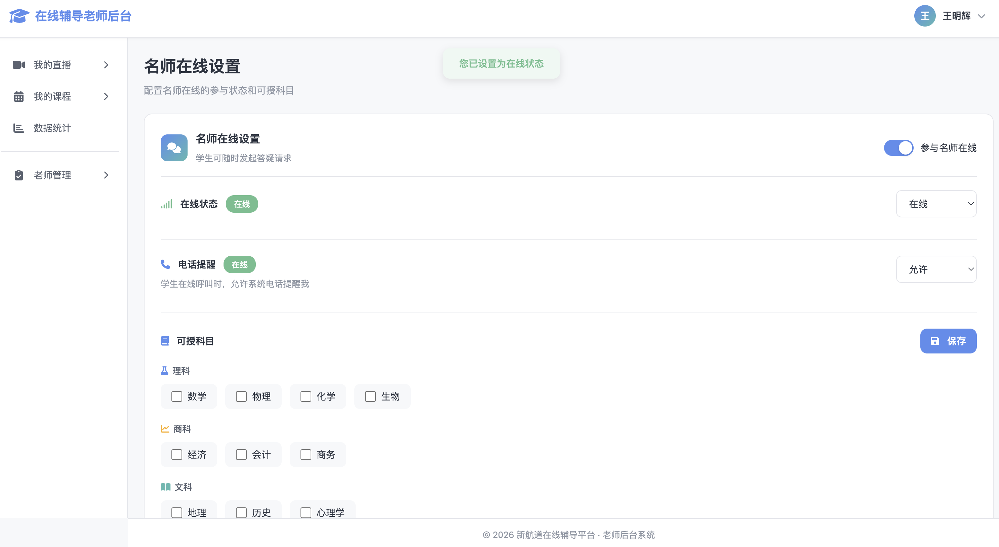 在线辅导老师后台
王 王明辉
我的直播
我的课程
数据统计
老师管理
名师在线设置
配置名师在线的参与状态和可授科目
您已设置为在线状态
名师在线设置
学生可随时发起答疑请求
参与名师在线
在线状态 在线
在线
电话提醒 在线
学生在线呼叫时，允许系统电话提醒我
允许
可授科目
保存
理科
数学 物理 化学 生物
商科
经济 会计 商务
文科
地理 历史 心理学
© 2026 新航道在线辅导平台 · 老师后台系统